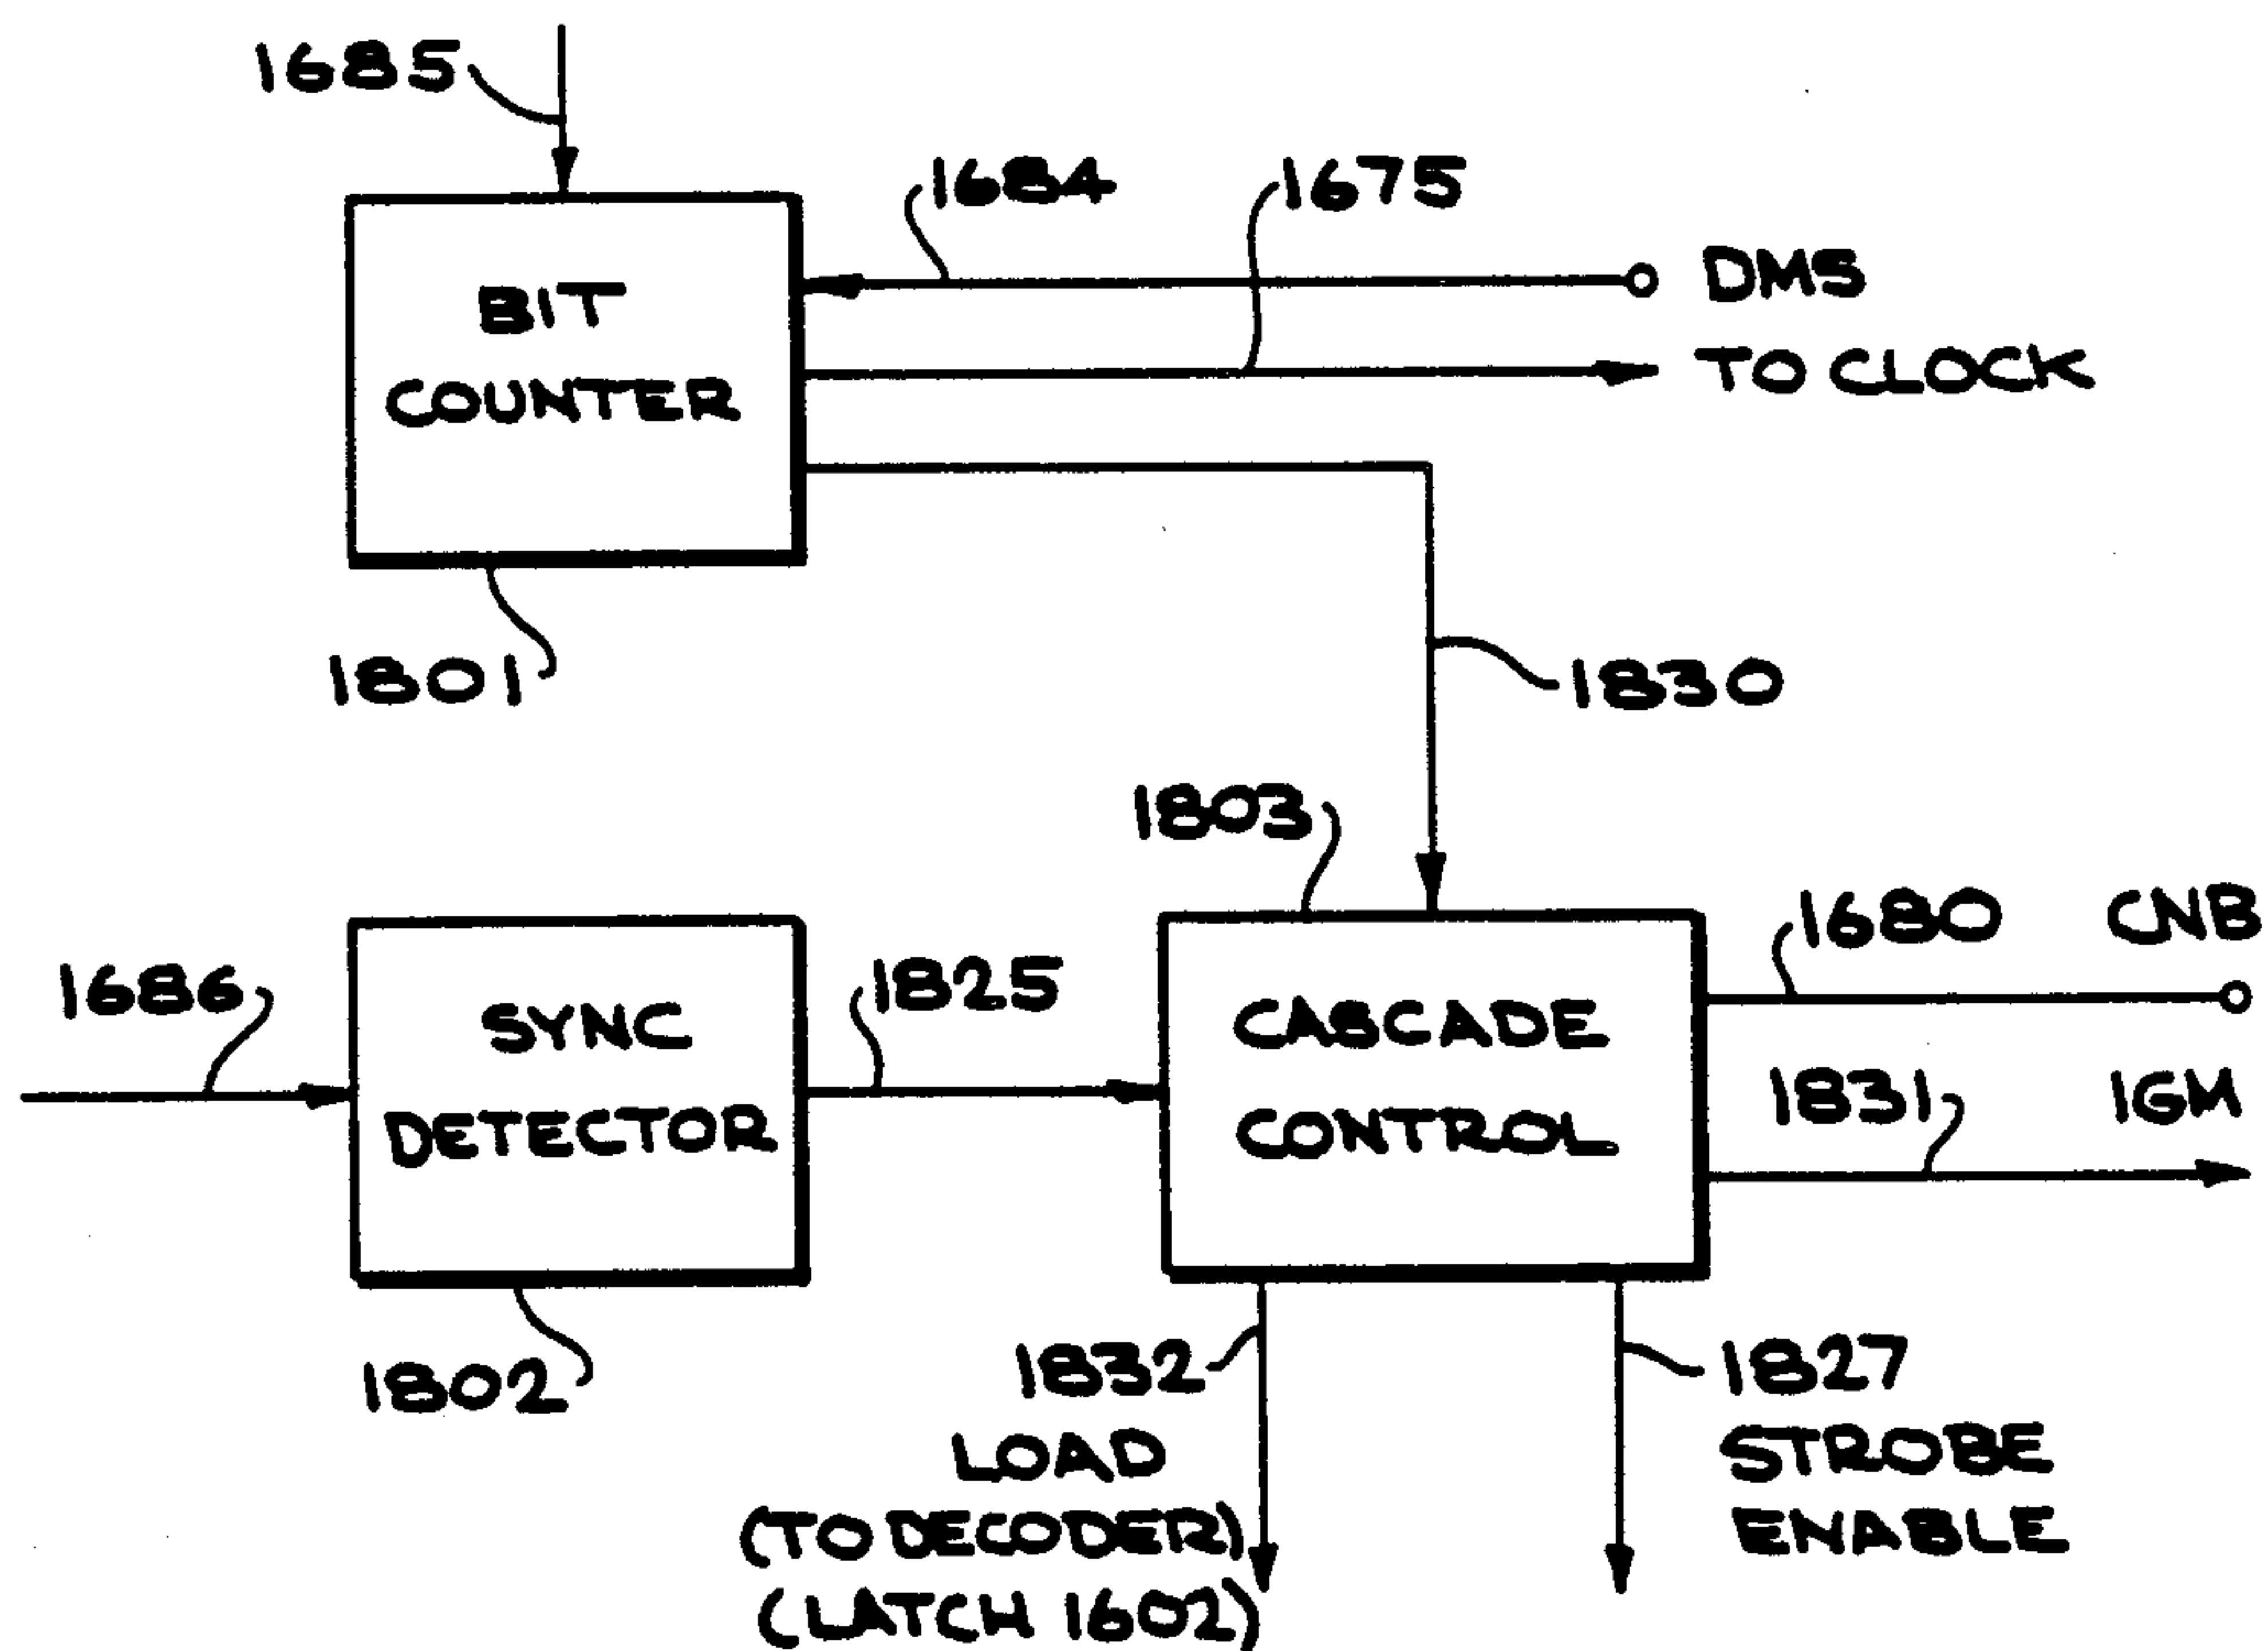 1685
1684
1675
DMS
BIT
COUNTER
TO CLOCK
1801
1830
1803
1680 CNB
1686
SYNC
DETECTOR
1825
CASCADE
CONTROL
1831 IGM
1802
1832
LOAD
(TO DECODER)
(LATCH 1602)
1827
STROBE
ENABLE